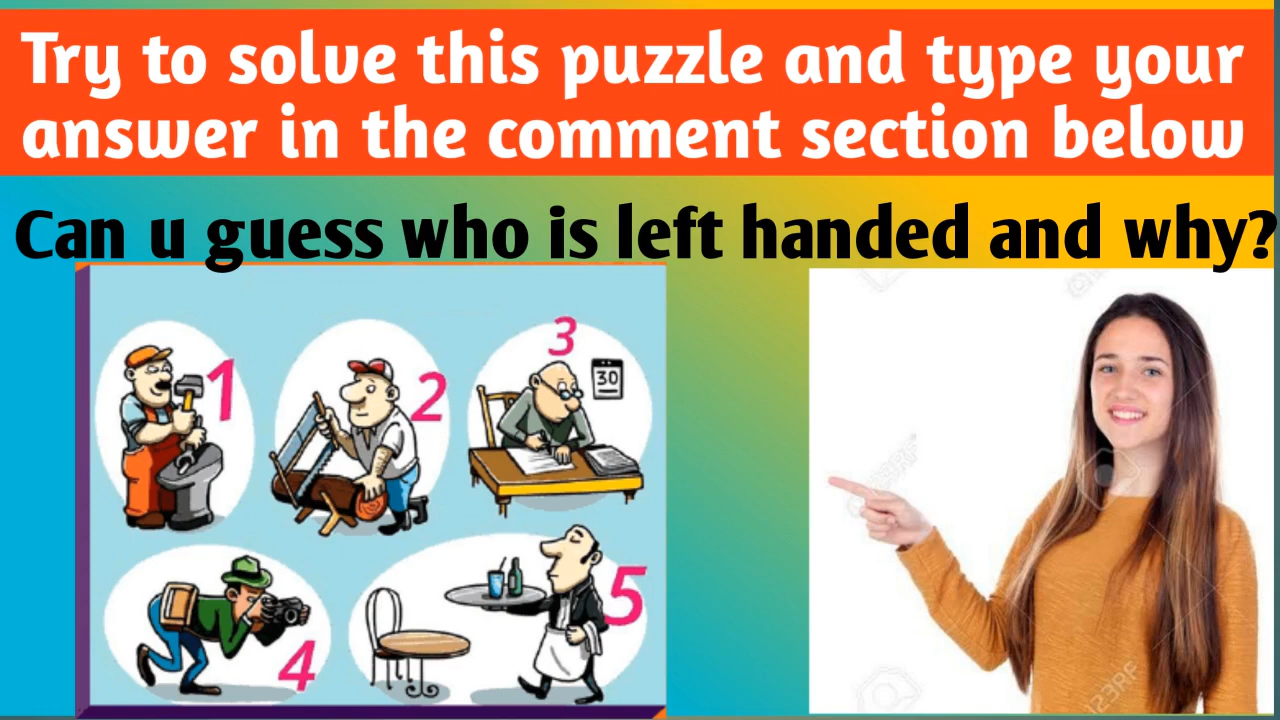 Try to solve this puzzle and type your
answer in the comment section below
Can u guess who is left handed and why?
1
2
3
30
4
5
123RF